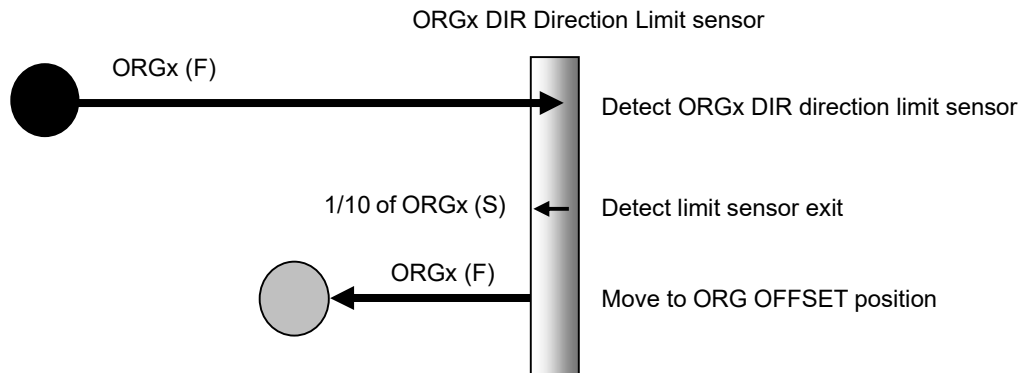 ORGx DIR Direction Limit sensor
ORGx (F)
Detect ORGx DIR direction limit sensor
1/10 of ORGx (S)
Detect limit sensor exit
ORGx (F)
Move to ORG OFFSET position